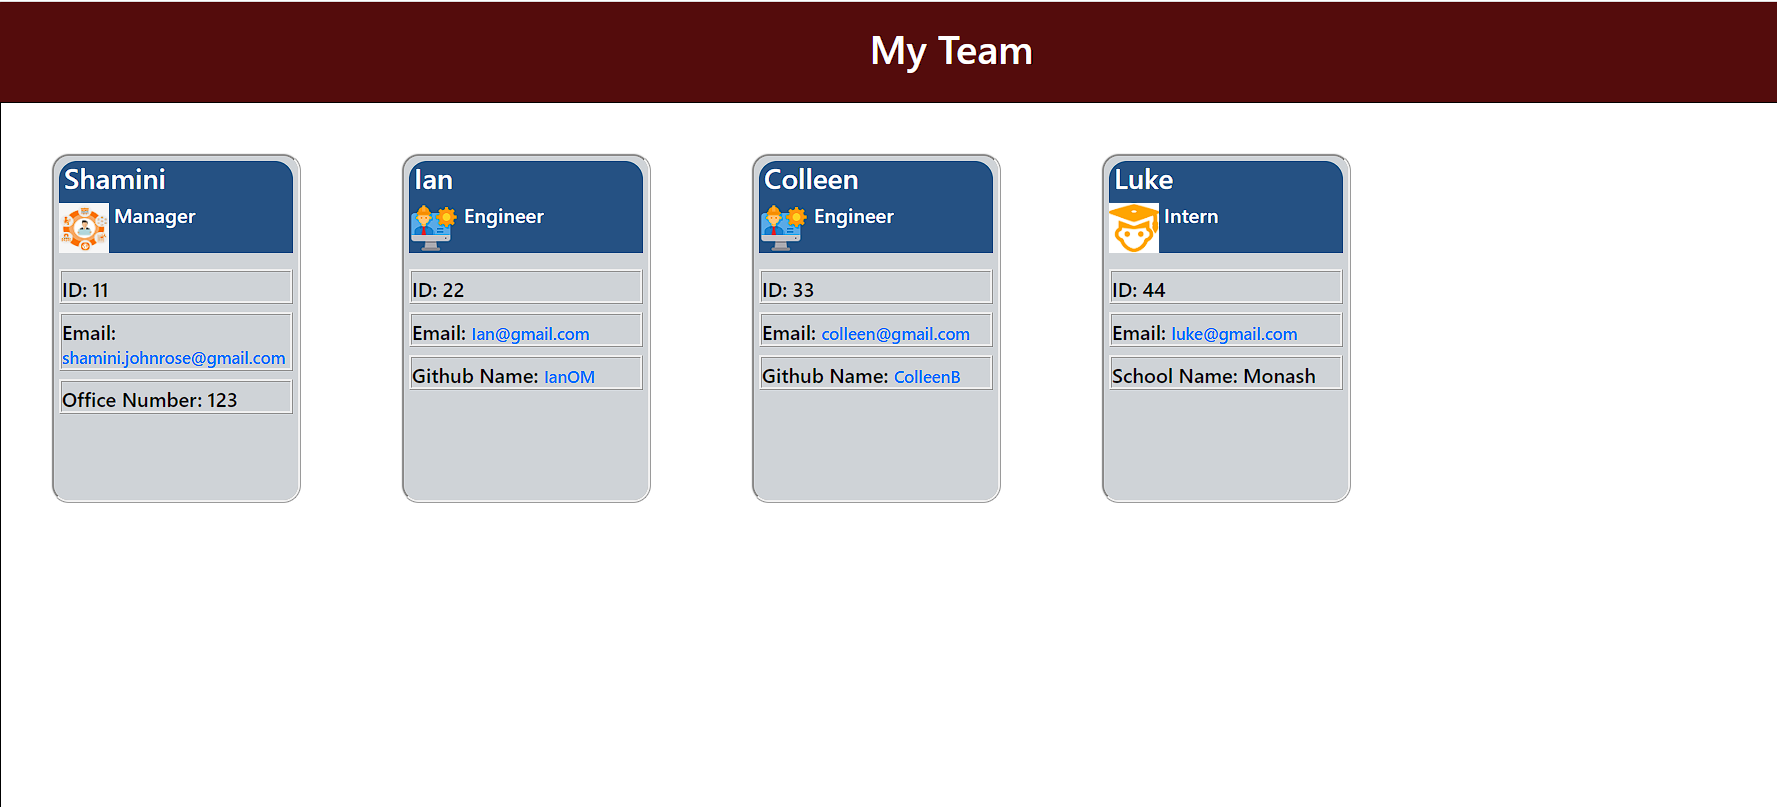 My Team
Shamini
Manager
ID: 11
Email:
shamini.johnrose@gmail.com
Office Number: 123
Ian
Engineer
ID: 22
Email: Ian@gmail.com
Github Name: IanOM
Colleen
Engineer
ID: 33
Email: colleen@gmail.com
Github Name: ColleenB
Luke
Intern
ID: 44
Email: luke@gmail.com
School Name: Monash